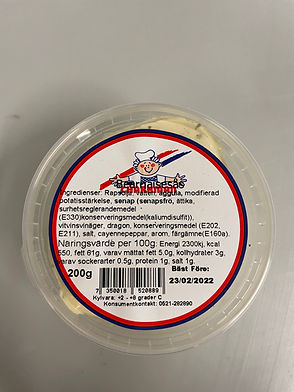 Bearnaisesås
Ingredienser: Rapsolja, vatten, äggula, modifierad
potatisstärkelse, senap (senapsfrö), ättika,
surhetsreglerandemedel
(E330)konserveringsmedel(kaliumdisulfit)),
vitvinsvinäger, dragon, konserveringsmedel (E202,
E211), salt, cayennepeppar, arom, färgämne(E160a).
Näringsvärde per 100g: Energi 2300kj, kcal
550, fett 61g, varav mättat fett 5.0g, kolhydrater 3g,
varav sockerarter 0.5g, protein 1g, salt 1g.
200g
Bäst Före:
23/02/2022
7 350018 520889
Kylvara: +2 - +8 grader C
Konsumentkontakt: 0621-282890